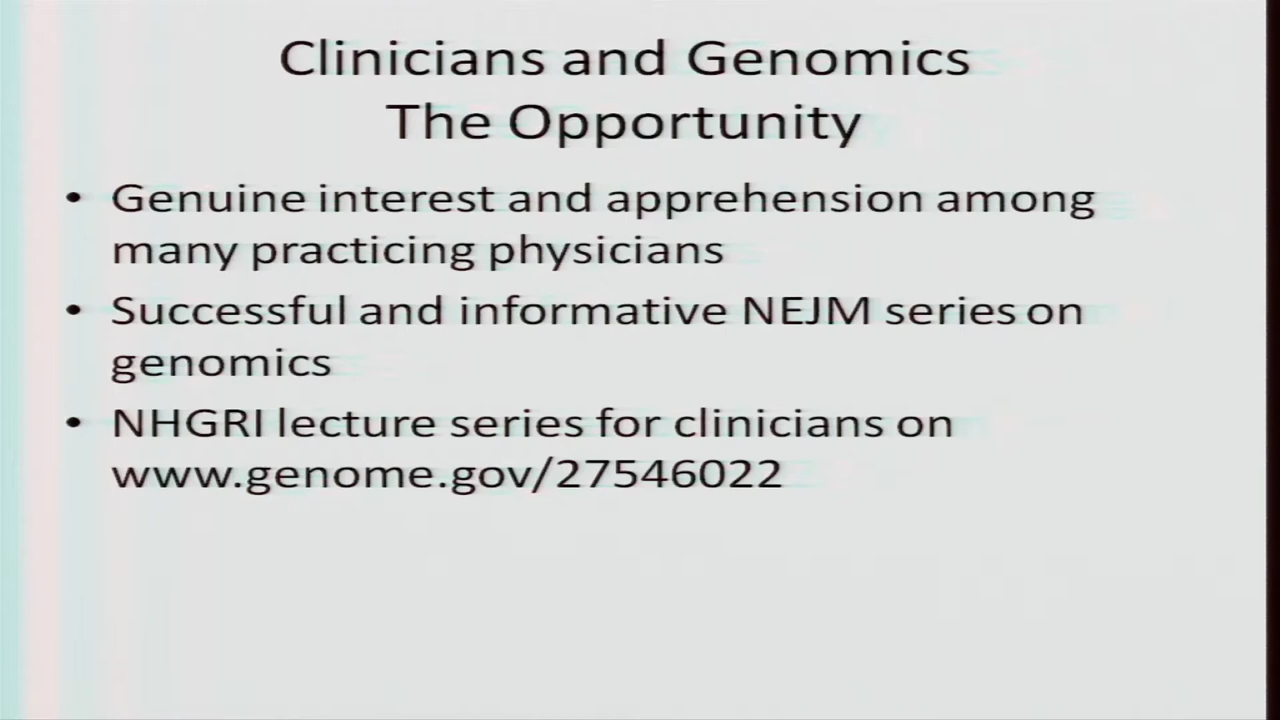 Clinicians and Genomics
The Opportunity
• Genuine interest and apprehension among
many practicing physicians
• Successful and informative NEJM series on
genomics
• NHGRI lecture series for clinicians on
www.genome.gov/27546022